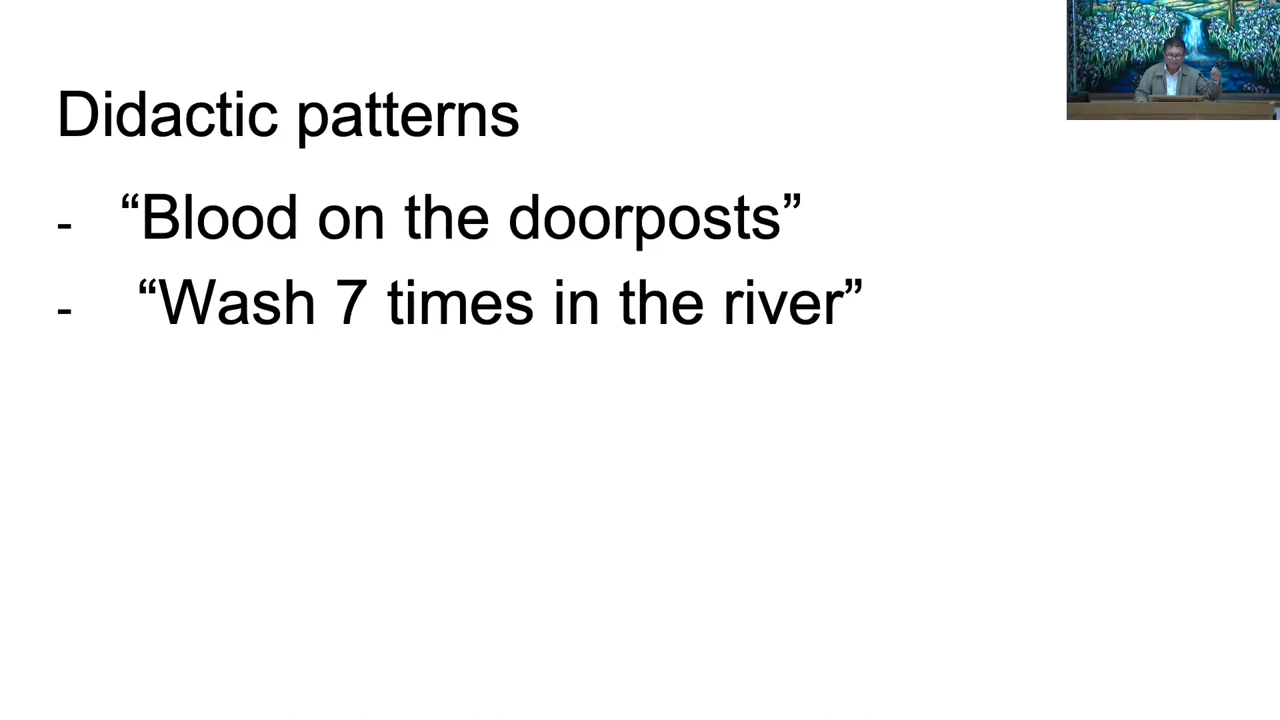 Didactic patterns
- “Blood on the doorposts”
- “Wash 7 times in the river”